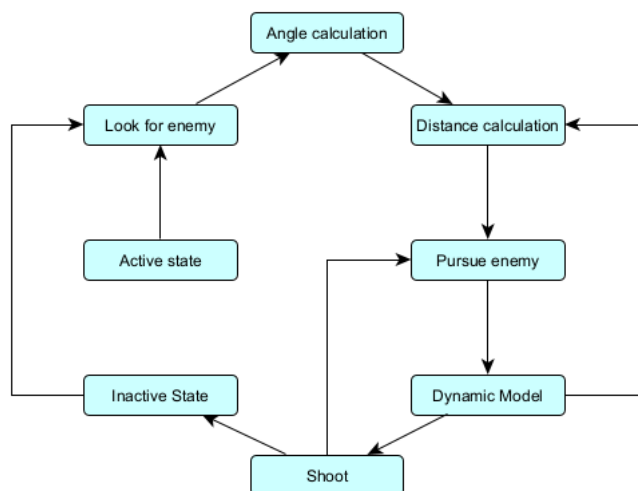 Angle calculation
Look for enemy
Distance calculation
Active state
Pursue enemy
Inactive State
Dynamic Model
Shoot